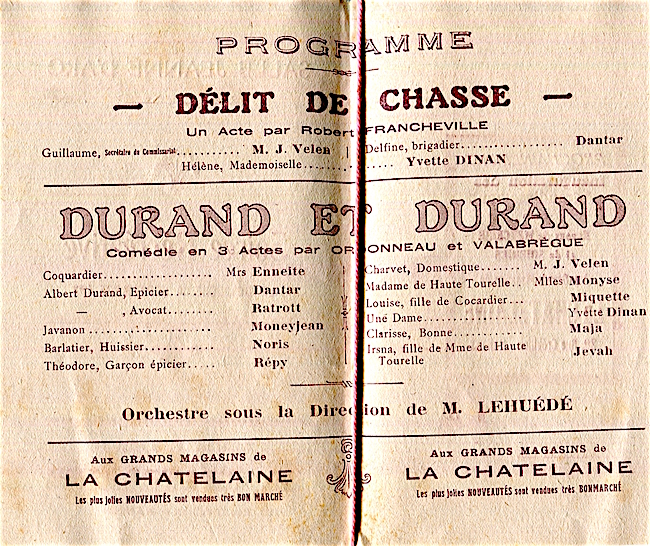 PROGRAMME
— DÉLIT DE CHASSE —
Un Acte par Robert FRANCHEVILLE
Guillaume, Secrétaire du Commissariat........... M. J. Velen
Delfine, brigadier.................. Dantar
Hélène, Mademoiselle................ Yvette DINAN
DURAND ET DURAND
Comédie en 3 Actes par ORDONNEAU et VALABRÈGUE
Coquardier................... Mrs Enneite
Albert Durand, Epicier........ Dantar
— , Avocat........ Ratrott
Javanon ..................... Moneyjean
Barlatier, Huissier............ Noris
Théodore, Garçon épicier..... Répy
Charvet, Domestique....... M. J. Velen
Madame de Haute Tourelle.. Mlles Monyse
Louise, fille de Cocardier... Miquette
Une Dame.................. Yvette Dinan
Clarisse, Bonne............ Maja
Irsna, fille de Mme de Haute
Tourelle Jevah
Orchestre sous la Direction de M. LEHUÉDÉ
Aux GRANDS MAGASINS de
LA CHATELAINE
Les plus jolies NOUVEAUTÉS sont vendues très BON MARCHÉ
Aux GRANDS MAGASINS de
LA CHATELAINE
Les plus jolies NOUVEAUTÉS sont vendues très BONMARCHÉ